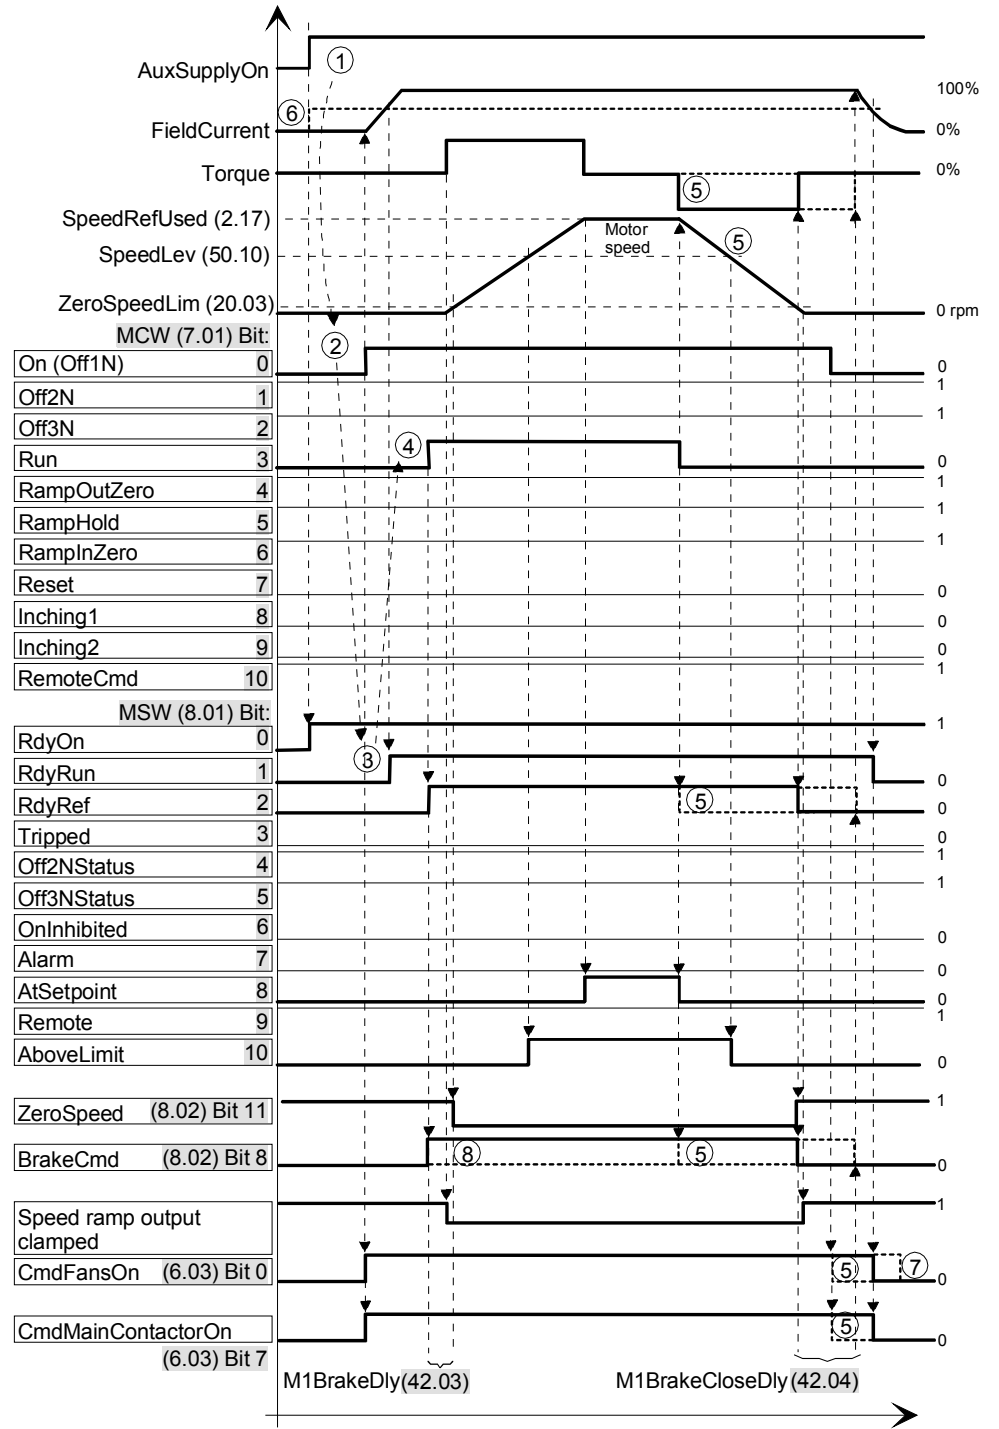 AuxSupplyOn
1
100%
6
FieldCurrent
0%
Torque
0%
5
SpeedRefUsed (2.17)
Motor
speed
5
SpeedLev (50.10)
ZeroSpeedLim (20.03)
0 rpm
MCW (7.01) Bit:
2
On (Off1N) 0
0
1
Off2N 1
1
Off3N 2
4
Run 3
0
1
RampOutZero 4
1
RampHold 5
1
RampInZero 6
Reset 7
0
Inching1 8
0
Inching2 9
0
RemoteCmd 10
1
MSW (8.01) Bit:
1
RdyOn 0
3
RdyRun 1
0
RdyRef 2
5
0
Tripped 3
0
1
Off2NStatus 4
1
Off3NStatus 5
OnInhibited 6
0
Alarm 7
0
AtSetpoint 8
0
1
Remote 9
AboveLimit 10
0
ZeroSpeed (8.02) Bit 11
1
BrakeCmd (8.02) Bit 8
8
5
0
Speed ramp output
clamped
1
CmdFansOn (6.03) Bit 0
5
7
0
CmdMainContactorOn
(6.03) Bit 7
5
0
M1BrakeDly(42.03)
M1BrakeCloseDly(42.04)